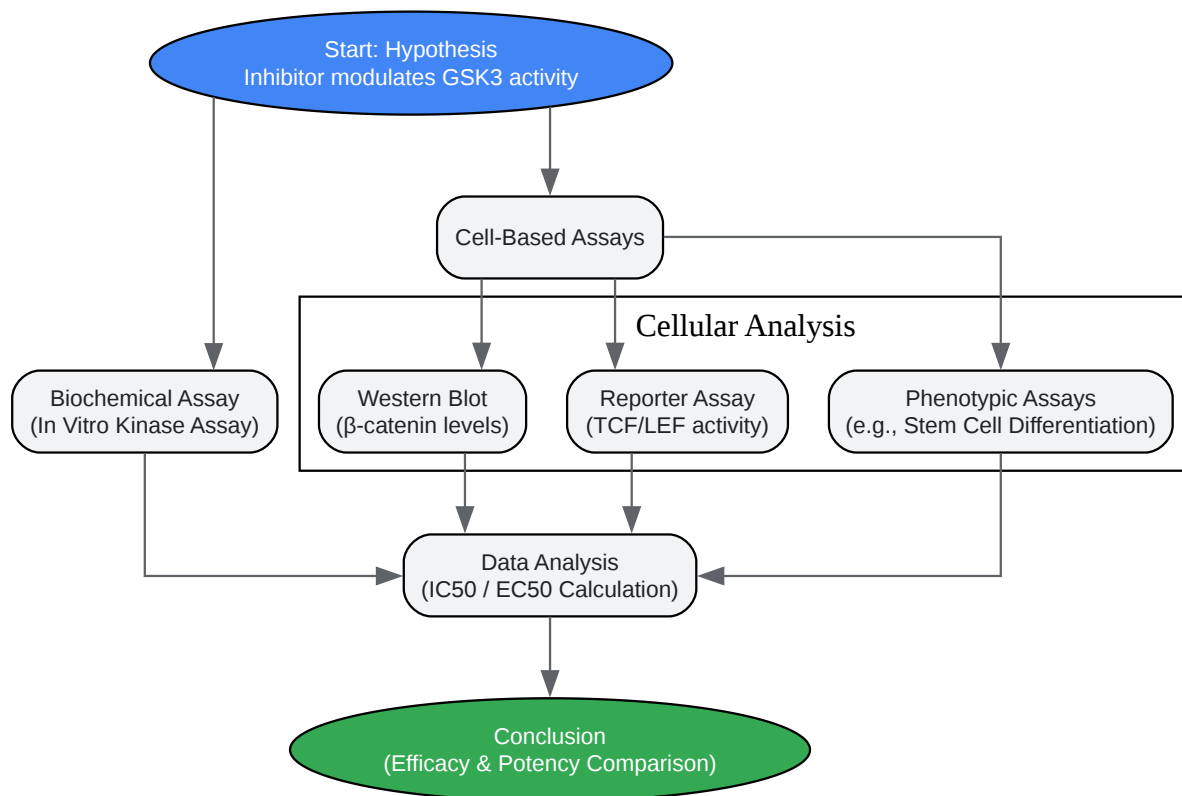 Start: Hypothesis
Inhibitor modulates GSK3 activity
Cell-Based Assays
Cellular Analysis
Biochemical Assay
(In Vitro Kinase Assay)
Western Blot
(β-catenin levels)
Reporter Assay
(TCF/LEF activity)
Phenotypic Assays
(e.g., Stem Cell Differentiation)
Data Analysis
(IC50 / EC50 Calculation)
Conclusion
(Efficacy & Potency Comparison)